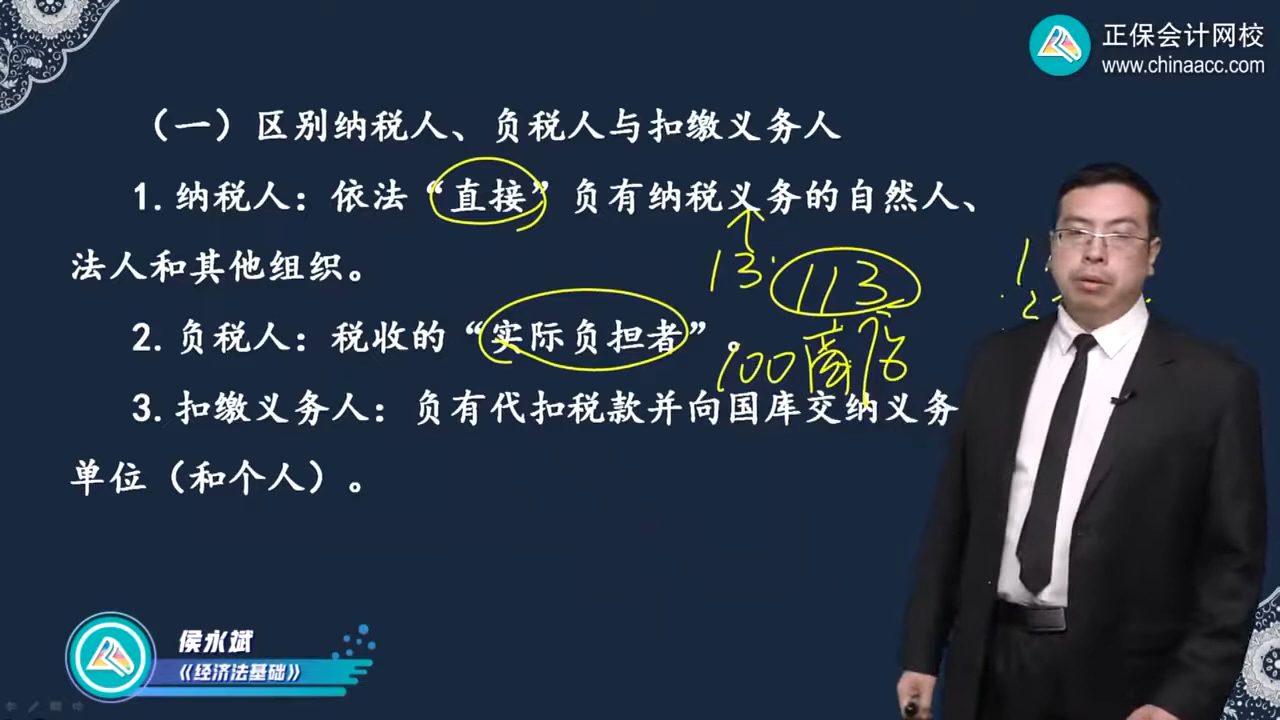 正保会计网校
www.chinaacc.com
（一）区别纳税人、负税人与扣缴义务人
1.纳税人：依法“直接”负有纳税义务的自然人、
法人和其他组织。
13.
113
2.负税人：税收的“实际负担者”。
100
3.扣缴义务人：负有代扣税款并向国库交纳义务
单位（和个人）。
侯永斌
《经济法基础》